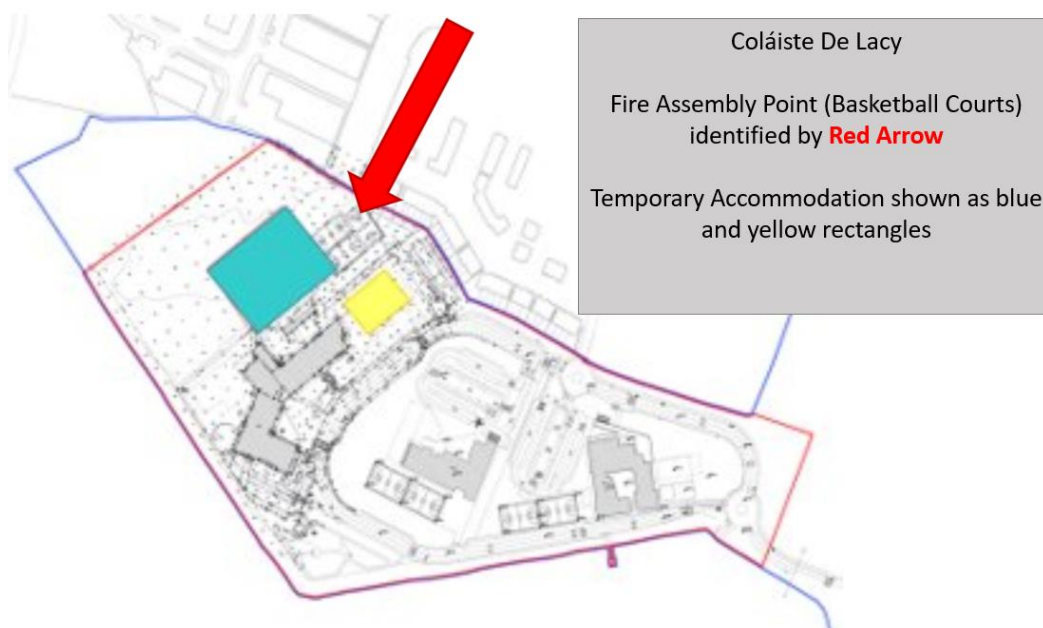 Coláiste De Lacy
Fire Assembly Point (Basketball Courts)
identified by Red Arrow
Temporary Accommodation shown as blue
and yellow rectangles